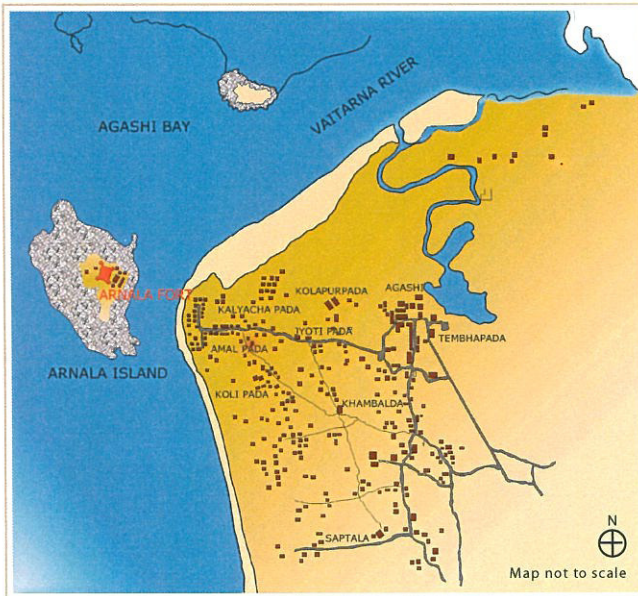 VAITARNA RIVER
AGASHI BAY
ARNALA FORT
KOLAPURPADA
AGASHI
KALYACHA PADA
JYOTI PADA
TEMBHAPADA
AMAL PADA
ARNALA ISLAND
KOLI PADA
KHAMBALDA
SAPTALA
N
Map not to scale